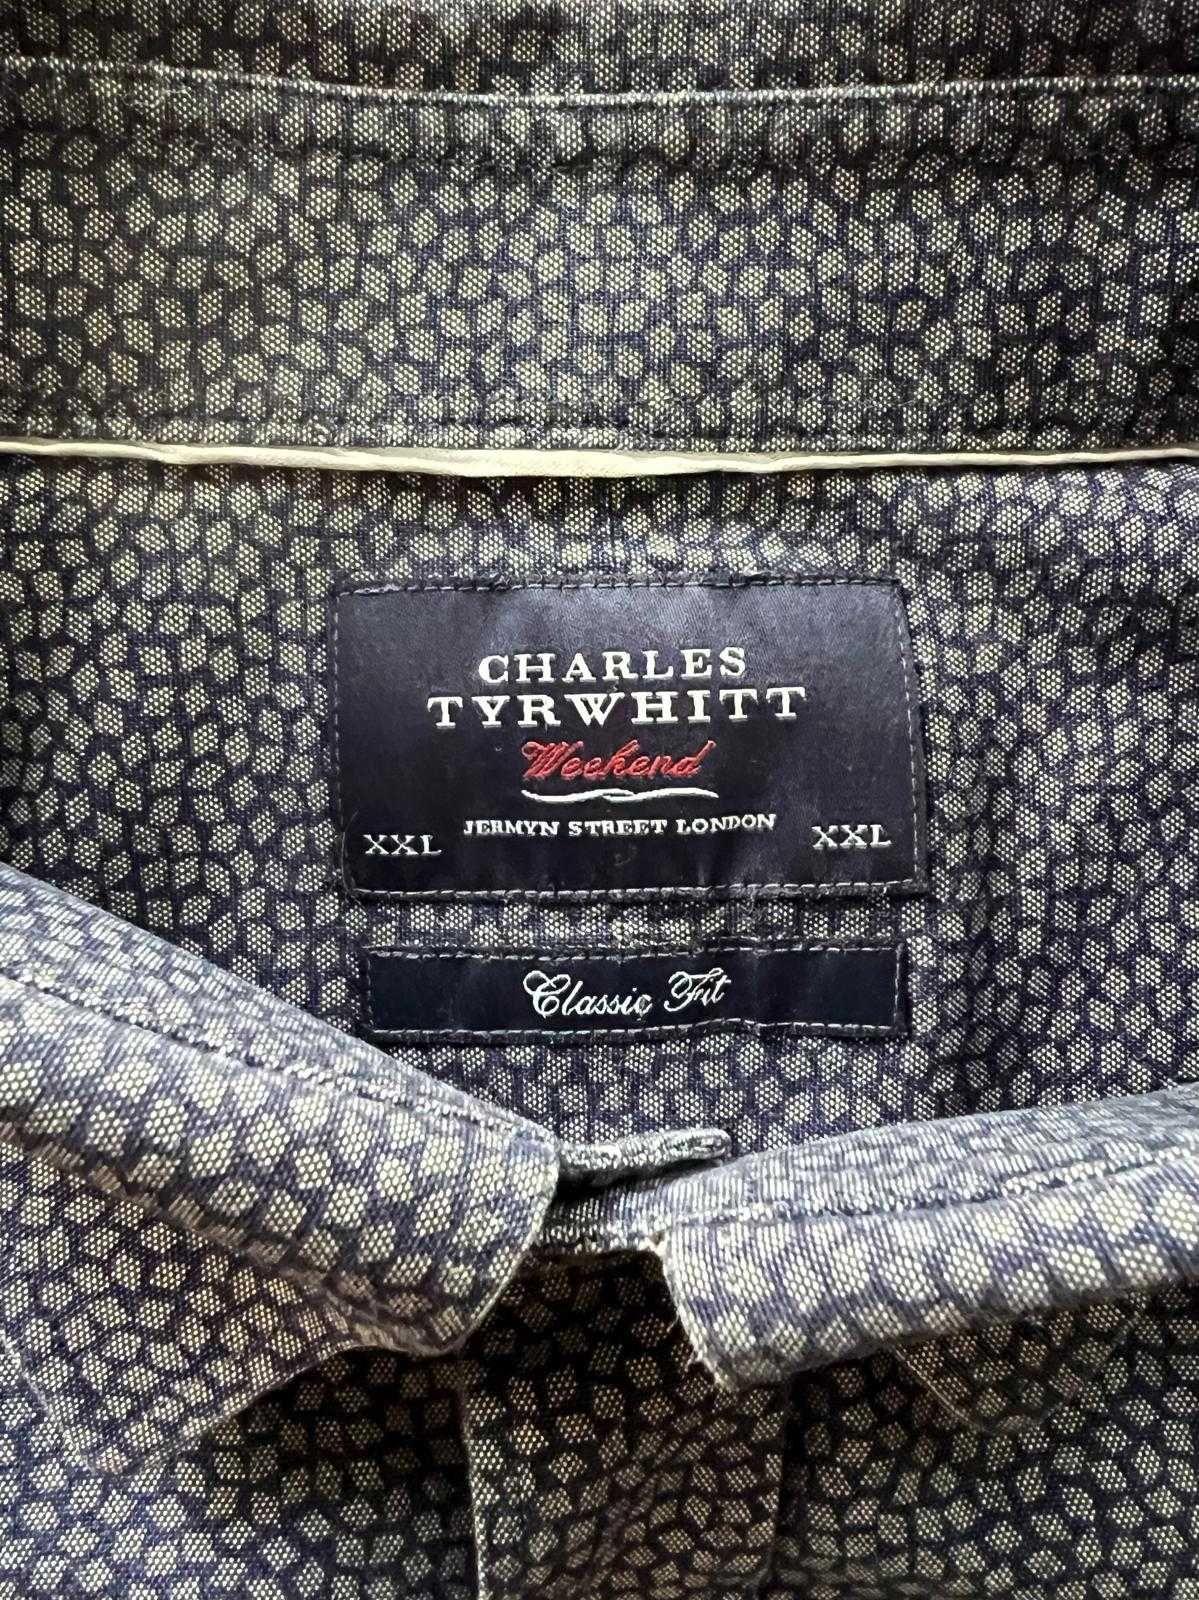 CHARLES
TYRWHITT
Weekend
JERMYN STREET LONDON
XXL XXL
Classic Fit